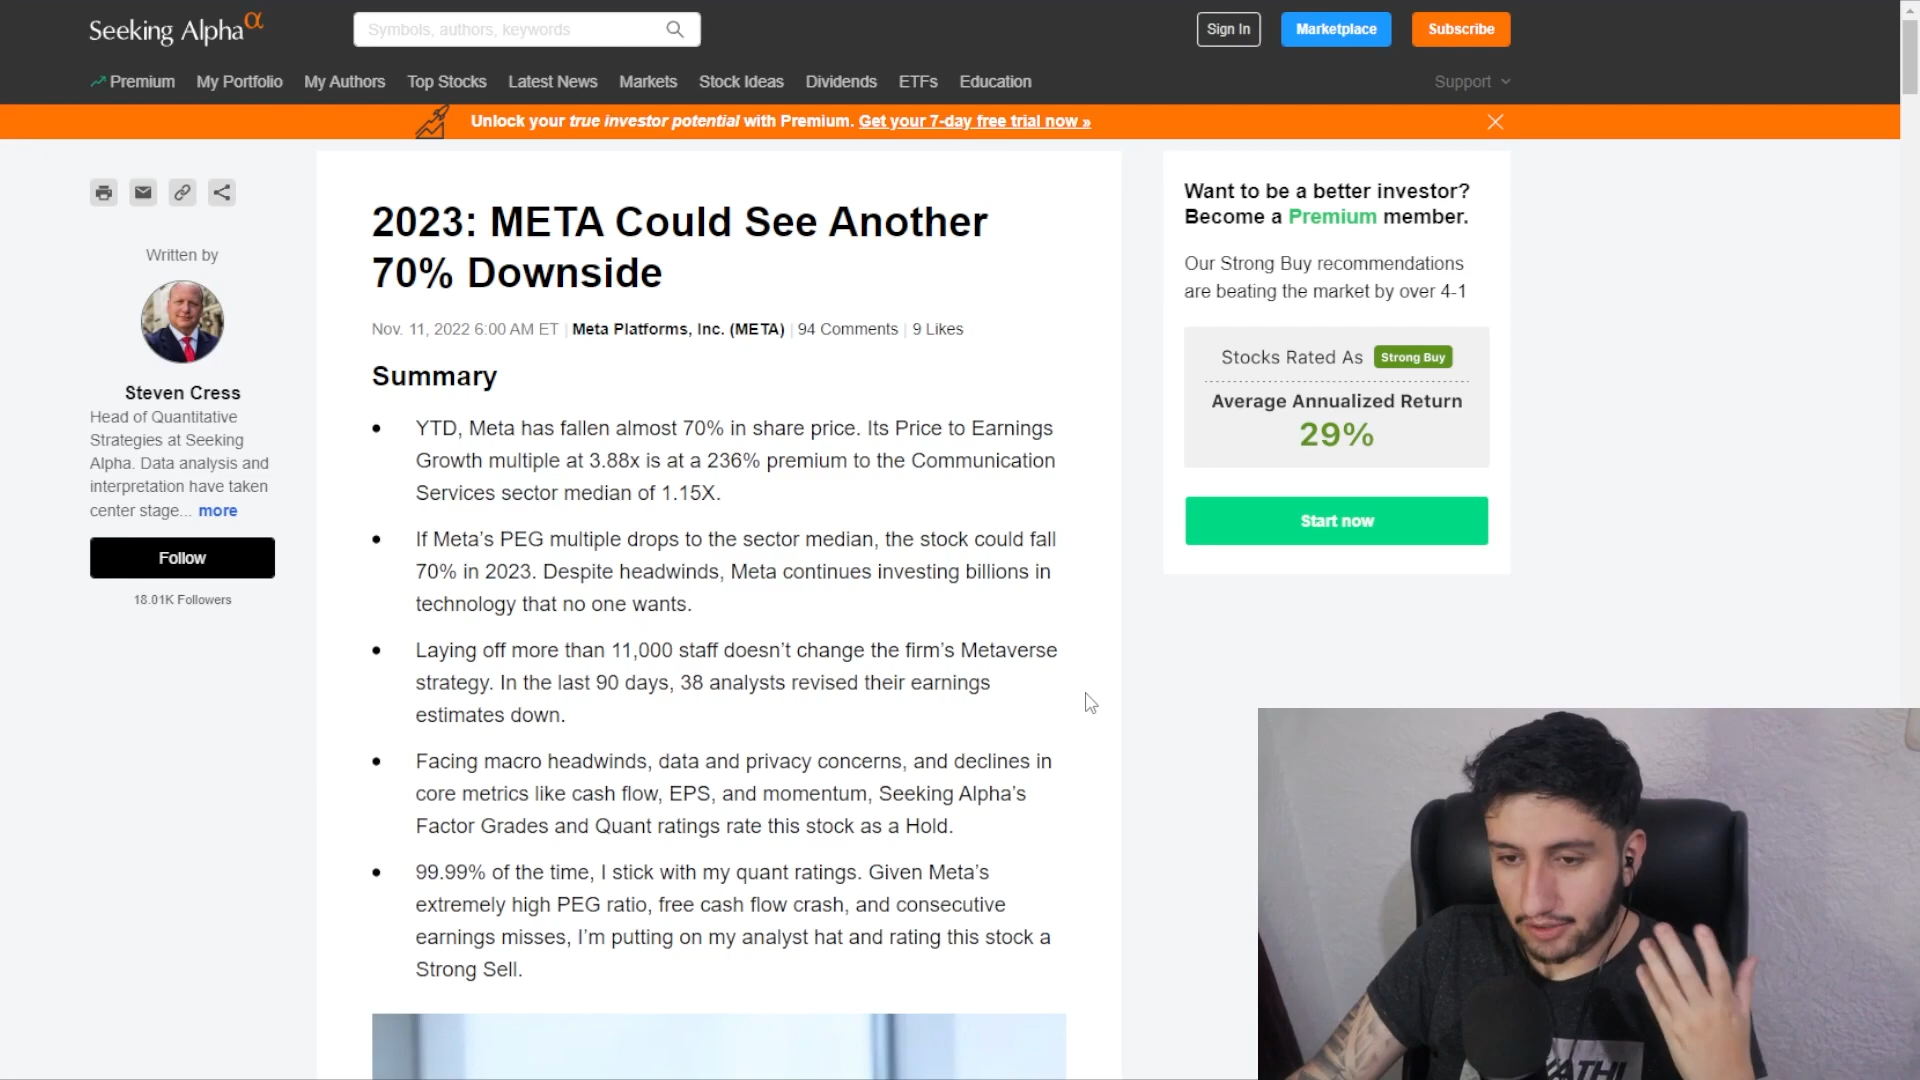 Seeking Alpha α
Symbols, authors, keywords
Sign In
Marketplace
Subscribe
Premium My Portfolio My Authors Top Stocks Latest News Markets Stock Ideas Dividends ETFs Education
Support
Unlock your true investor potential with Premium. Get your 7-day free trial now »
Written by
Steven Cress
Head of Quantitative
Strategies at Seeking
Alpha. Data analysis and
interpretation have taken
center stage... more
Follow
18.01K Followers
2023: META Could See Another
70% Downside
Nov. 11, 2022 6:00 AM ET | Meta Platforms, Inc. (META) | 94 Comments | 9 Likes
Summary
• YTD, Meta has fallen almost 70% in share price. Its Price to Earnings
Growth multiple at 3.88x is at a 236% premium to the Communication
Services sector median of 1.15X.
• If Meta’s PEG multiple drops to the sector median, the stock could fall
70% in 2023. Despite headwinds, Meta continues investing billions in
technology that no one wants.
• Laying off more than 11,000 staff doesn’t change the firm’s Metaverse
strategy. In the last 90 days, 38 analysts revised their earnings
estimates down.
• Facing macro headwinds, data and privacy concerns, and declines in
core metrics like cash flow, EPS, and momentum, Seeking Alpha’s
Factor Grades and Quant ratings rate this stock as a Hold.
• 99.99% of the time, I stick with my quant ratings. Given Meta’s
extremely high PEG ratio, free cash flow crash, and consecutive
earnings misses, I’m putting on my analyst hat and rating this stock a
Strong Sell.
Want to be a better investor?
Become a Premium member.
Our Strong Buy recommendations
are beating the market by over 4-1
Stocks Rated As Strong Buy
Average Annualized Return
29%
Start now